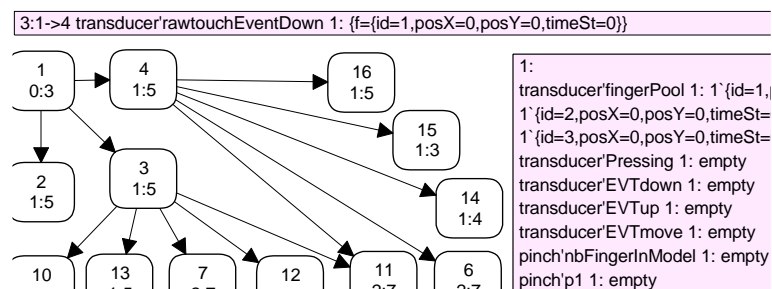 3:1->4 transducer'rawtouchEventDown 1: {f={id=1,posX=0,posY=0,timeSt=0}}
1
0:3
4
1:5
16
1:5
15
1:3
2
1:5
3
1:5
14
1:4
10
13
7
12
11
6
1:
transducer'fingerPool 1: 1`{id=1,
1`{id=2,posX=0,posY=0,timeSt=
1`{id=3,posX=0,posY=0,timeSt=
transducer'Pressing 1: empty
transducer'EVTdown 1: empty
transducer'EVTup 1: empty
transducer'EVTmove 1: empty
pinch'nbFingerInModel 1: empty
pinch'p1 1: empty